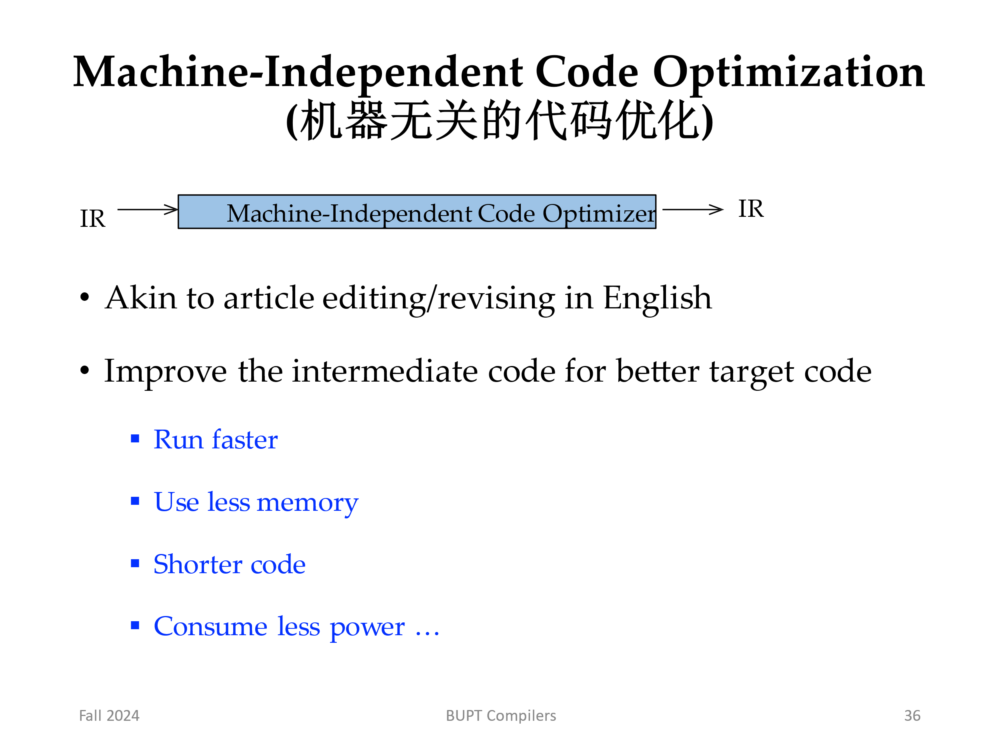 Machine-Independent Code Optimization
(机器无关的代码优化)
IR Machine-Independent Code Optimizer IR
• Akin to article editing/revising in English
• Improve the intermediate code for better target code
▪ Run faster
▪ Use less memory
▪ Shorter code
▪ Consume less power …
Fall 2024 BUPT Compilers 36